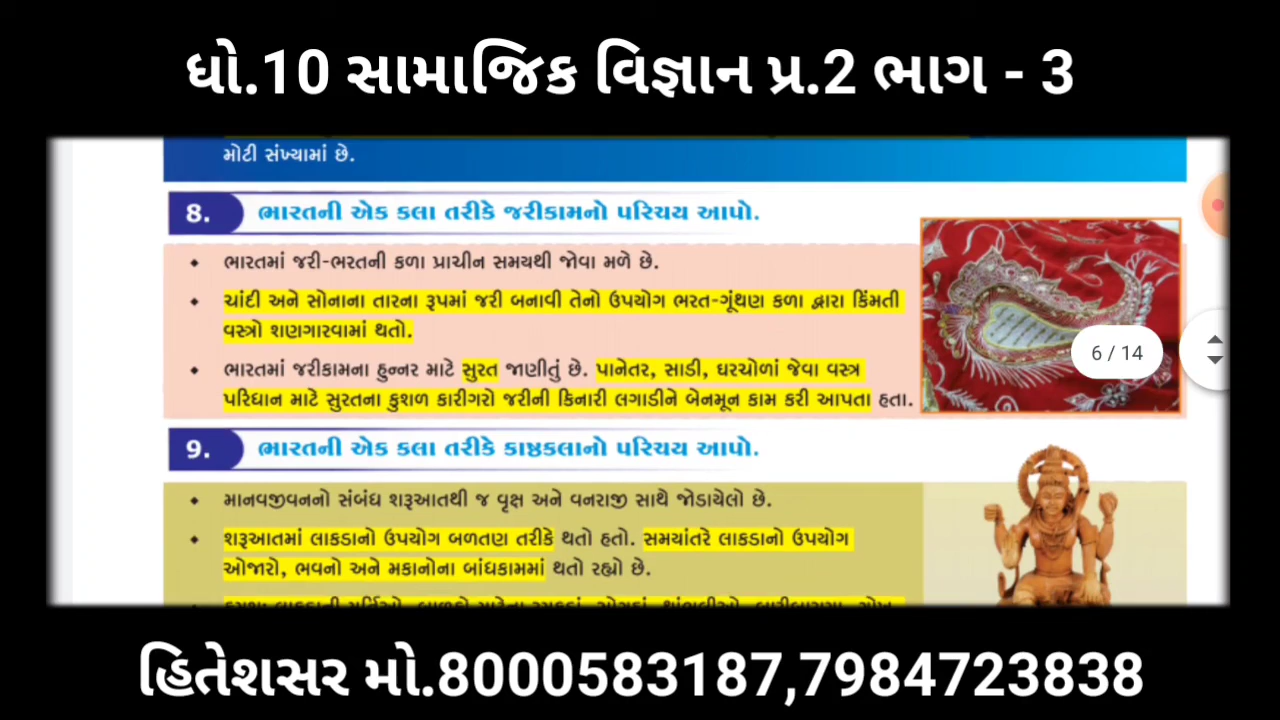 ધો.10 સામાજિક વિજ્ઞાન પ્ર.2 ભાગ - 3
મોટી સંખ્યામાં છે.
8. ભારતની એક કલા તરીકે જરીકામનો પરિચય આપો.
• ભારતમાં જરી-ભરતની કળા પ્રાચીન સમયથી જોવા મળે છે.
• ચાંદી અને સોનાના તારના રૂપમાં જરી બનાવી તેનો ઉપયોગ ભરત-ગૂંથણ કળા દ્વારા કિંમતી
વસ્ત્રો શણગારવામાં થતો.
• ભારતમાં જરીકામના હુન્નર માટે સુરત જાણીતું છે. પાનેતર, સાડી, ઘરચોળાં જેવા વસ્ત્ર
પરિધાન માટે સુરતના કુશળ કારીગરો જરીની કિનારી લગાડીને બેનમૂન કામ કરી આપતા હતા.
6 / 14
9. ભારતની એક કલા તરીકે કાષ્ઠકલાનો પરિચય આપો.
• માનવજીવનનો સંબંધ શરૂઆતથી જ વૃક્ષ અને વનરાજી સાથે જોડાયેલો છે.
• શરૂઆતમાં લાકડાનો ઉપયોગ બળતણ તરીકે થતો હતો. સમયાંતરે લાકડાનો ઉપયોગ
ઓજારો, ભવનો અને મકાનોના બાંધકામમાં થતો રહ્યો છે.
હિતેશસર મો.8000583187,7984723838